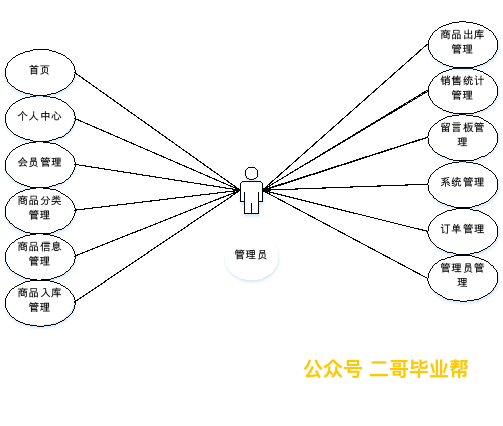 首页
个人中心
会员管理
商品分类
管理
商品信息
管理
商品入库
管理
管理员
商品出库
管理
销售统计
管理
留言板管
理
系统管理
订单管理
管理员管
理
公众号 二哥毕业帮